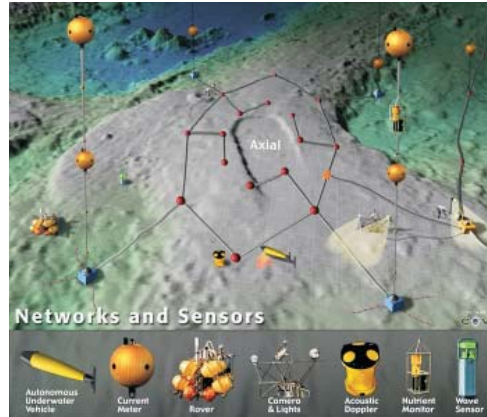 Axial
Networks and Sensors
Autonomous
Underwater
Vehicle
Current
Meter
Rover
Camera
& Lights
Acoustic
Doppler
Nutrient
Monitor
Wave
Sensor